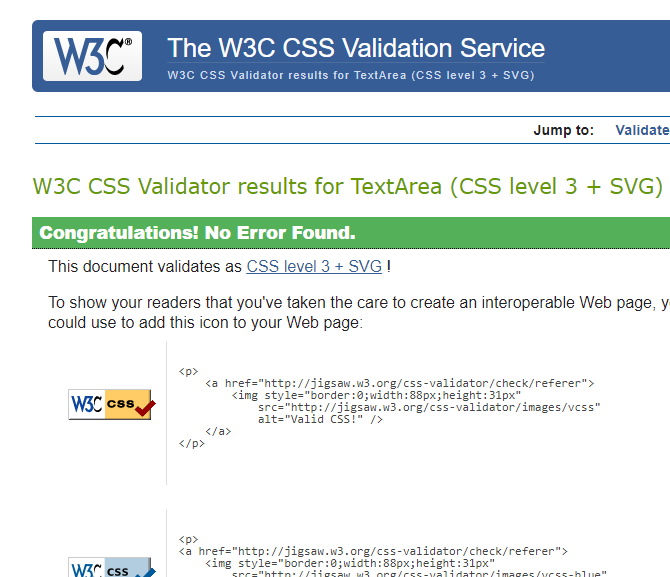 W3C® The W3C CSS Validation Service
W3C CSS Validator results for TextArea (CSS level 3 + SVG)
Jump to: Validate
W3C CSS Validator results for TextArea (CSS level 3 + SVG)
Congratulations! No Error Found.
This document validates as CSS level 3 + SVG !
To show your readers that you've taken the care to create an interoperable Web page, y
could use to add this icon to your Web page:
W3C css
<p>
<a href="http://jigsaw.w3.org/css-validator/check/referer">
<img style="border:0;width:88px;height:31px"
src="http://jigsaw.w3.org/css-validator/images/vcss"
alt="Valid CSS!" />
</a>
</p>
W3C css
<p>
<a href="http://jigsaw.w3.org/css-validator/check/referer">
<img style="border:0;width:88px;height:31px"
src="http://jigsaw.w3.org/css-validator/images/vcss-blue"